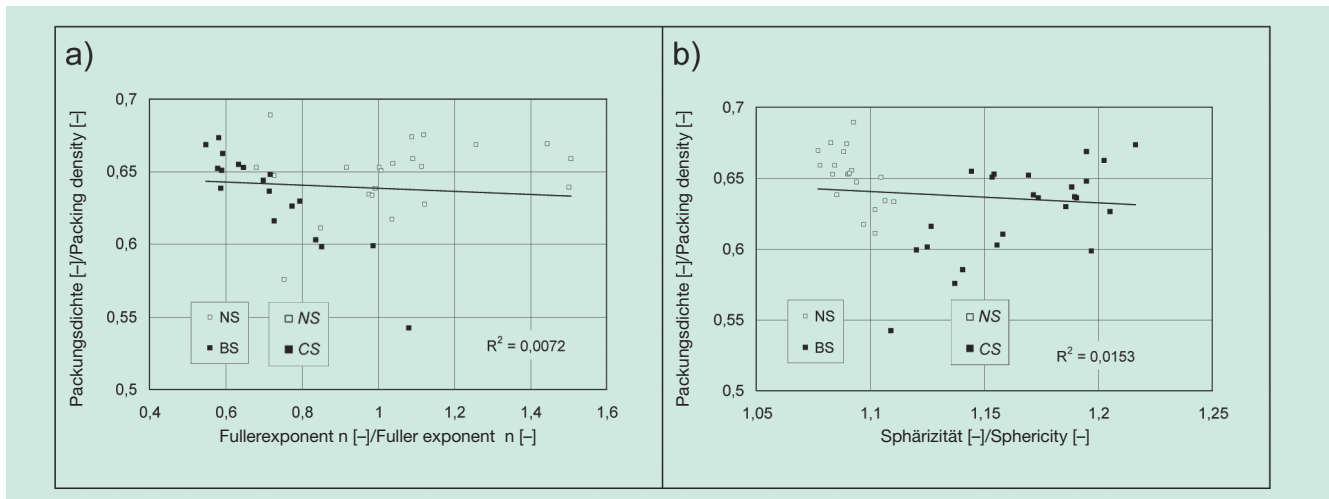 a)
Packungsdichte [–]/Packing density [–]
0,7
0,65
0,6
0,55
0,5
NS
BS
NS
CS
R² = 0,0072
0,4 0,6 0,8 1 1,2 1,4 1,6
Fullerexponent n [–]/Fuller exponent n [–]
b)
Packungsdichte [–]/Packing density [–]
0,7
0,65
0,6
0,55
0,5
NS
BS
NS
CS
R² = 0,0153
1,05 1,1 1,15 1,2 1,25
Sphärizität [–]/Sphericity [–]